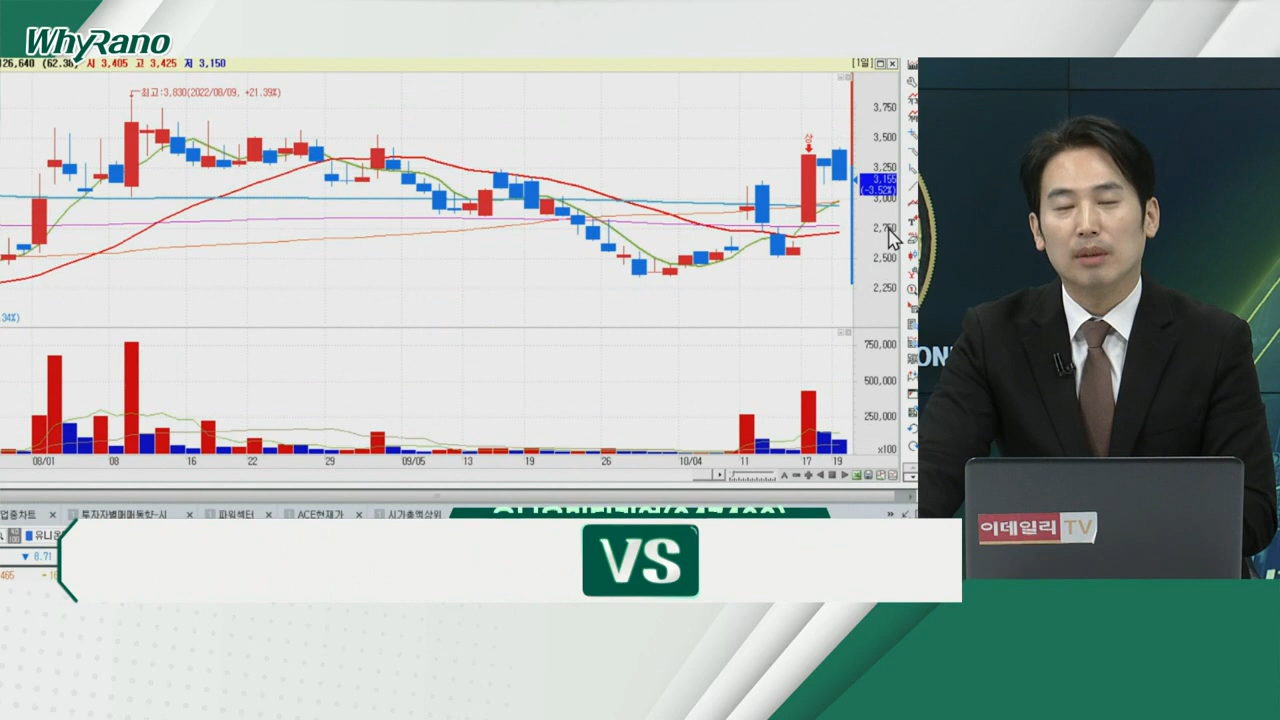 WhyRano
126,640 (62.38) 시 3,405 고 3,425 저 3,150
[1일]
최고:3,830(2022/08/09, +21.39%)
상
3,750
3,500
3,250
3,155
(-3.52%)
3,000
2,750
2,500
2,250
.34%)
750,000
500,000
250,000
x100
08/01 08 16 22 29 09/05 13 19 26 10/04 11 17 19
업종차트 투자자별매매동향-시 파워섹터 ACE현재가 시가총액상위
유니온
▼ 8.71
465
VS
이데일리 TV